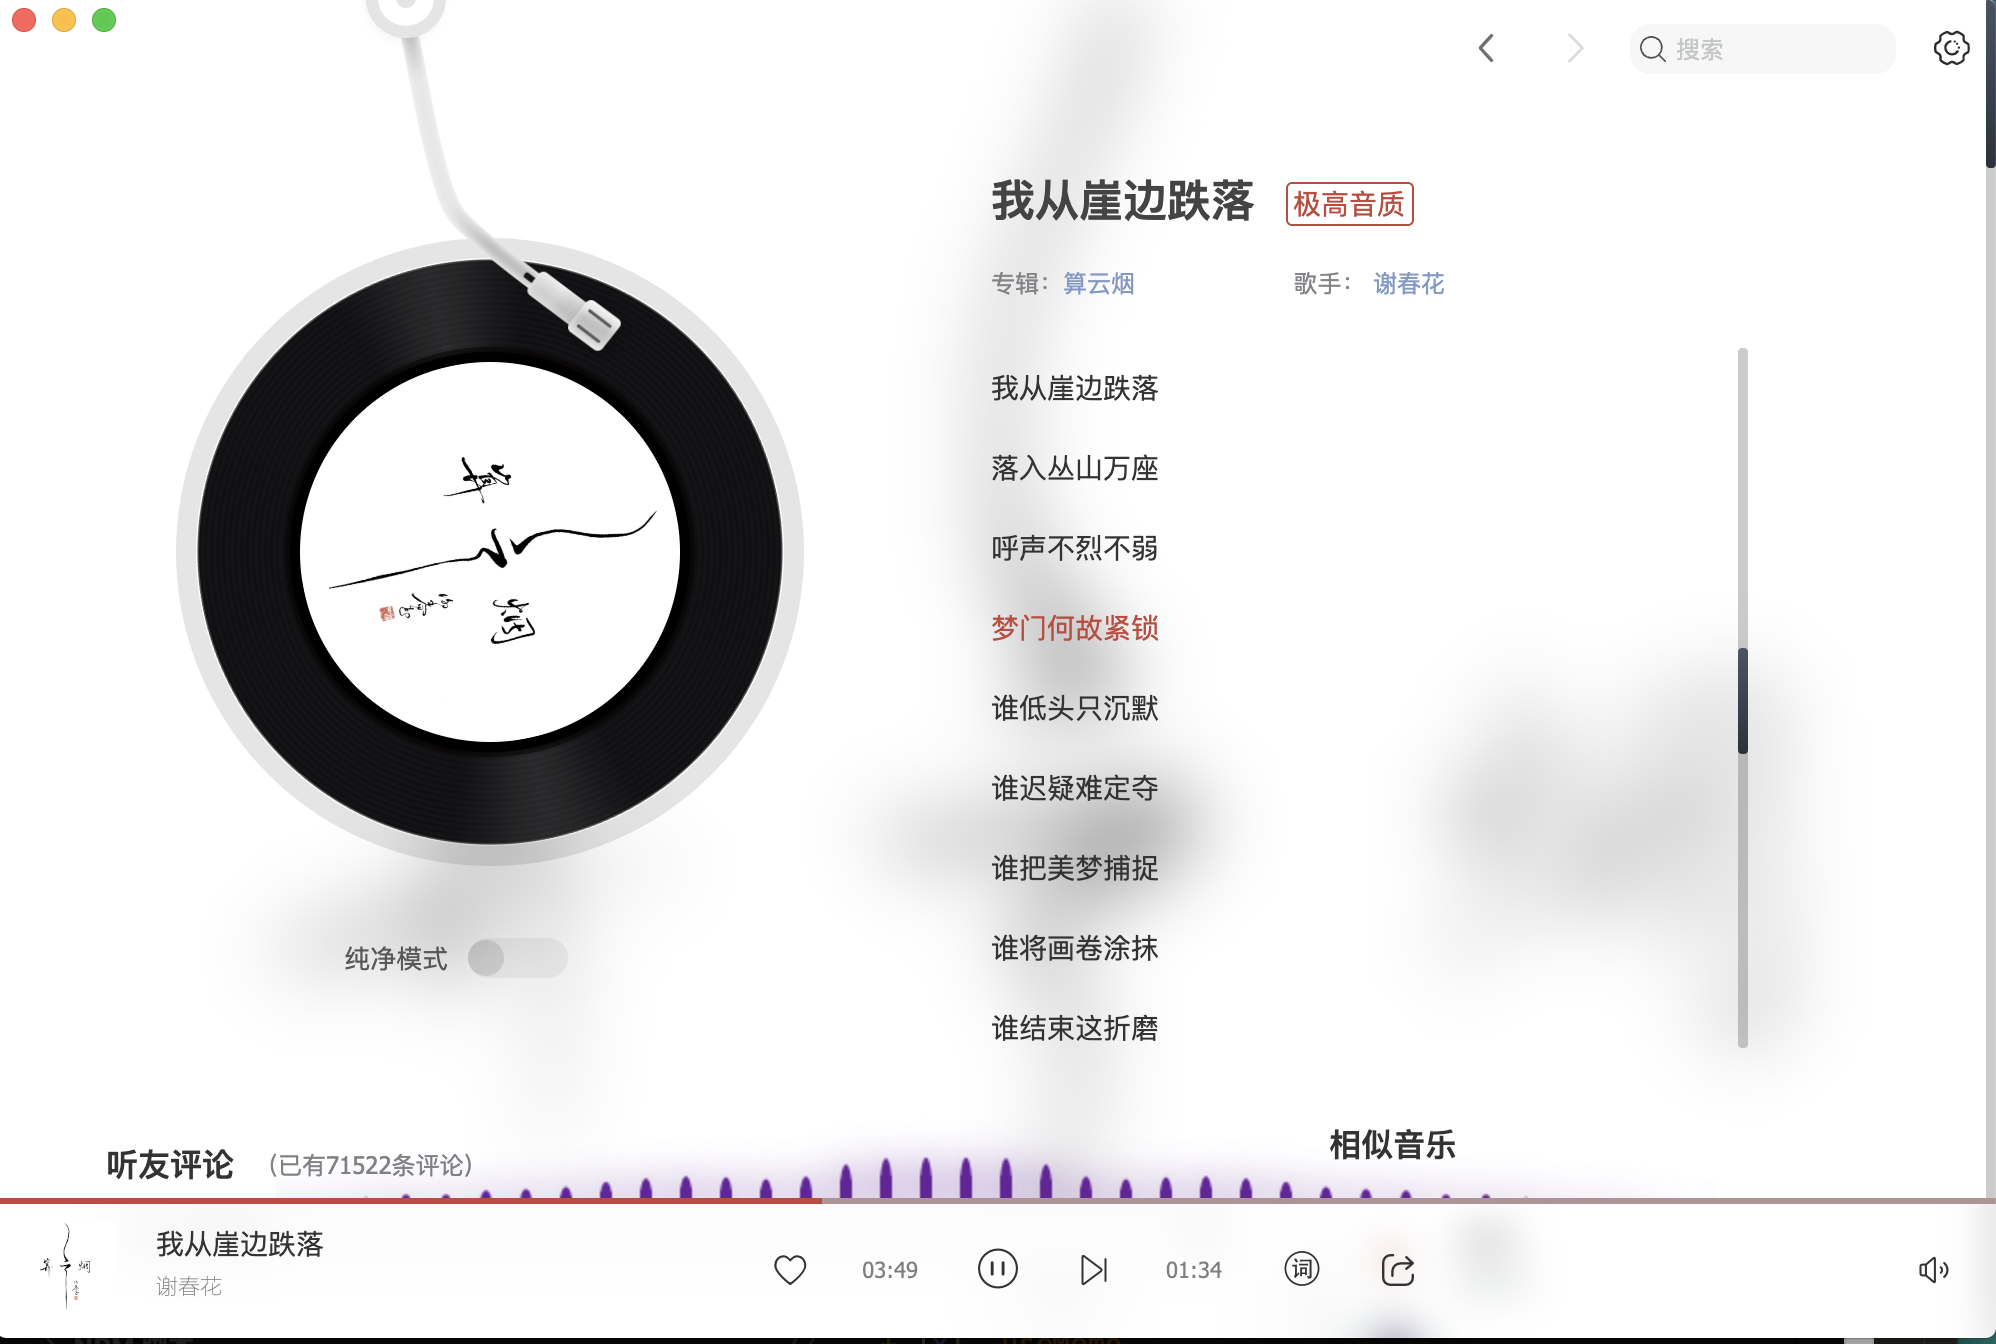 搜索
我从崖边跌落 极高音质
专辑：算云烟 歌手：谢春花
我从崖边跌落
落入丛山万座
呼声不烈不弱
梦门何故紧锁
谁低头只沉默
谁迟疑难定夺
谁把美梦捕捉
谁将画卷涂抹
谁结束这折磨
算云烟
纯净模式
听友评论 （已有71522条评论）
相似音乐
我从崖边跌落
谢春花
03:49 01:34 词